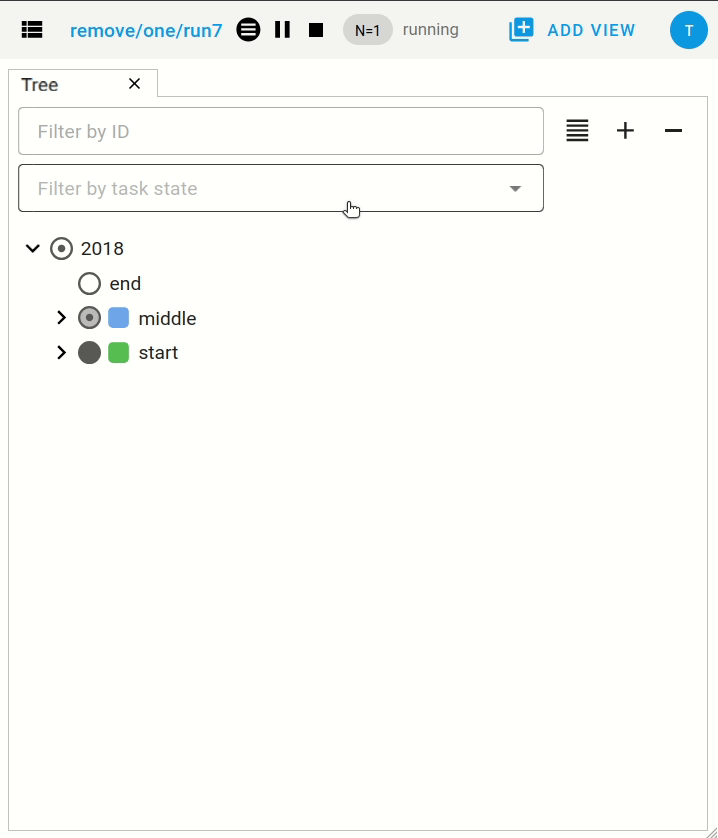 remove/one/run7 N=1 running ADD VIEW T
Tree
Filter by ID
Filter by task state
2018
end
middle
start